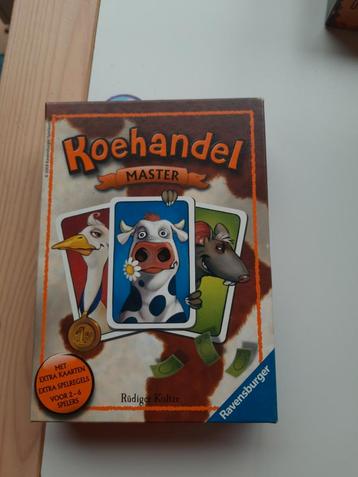 Koehandel
MASTER
MET
EXTRA KAARTEN
EXTRA SPELREGELS
VOOR 2 - 6
SPELERS
Rüdiger Koltze
Ravensburger